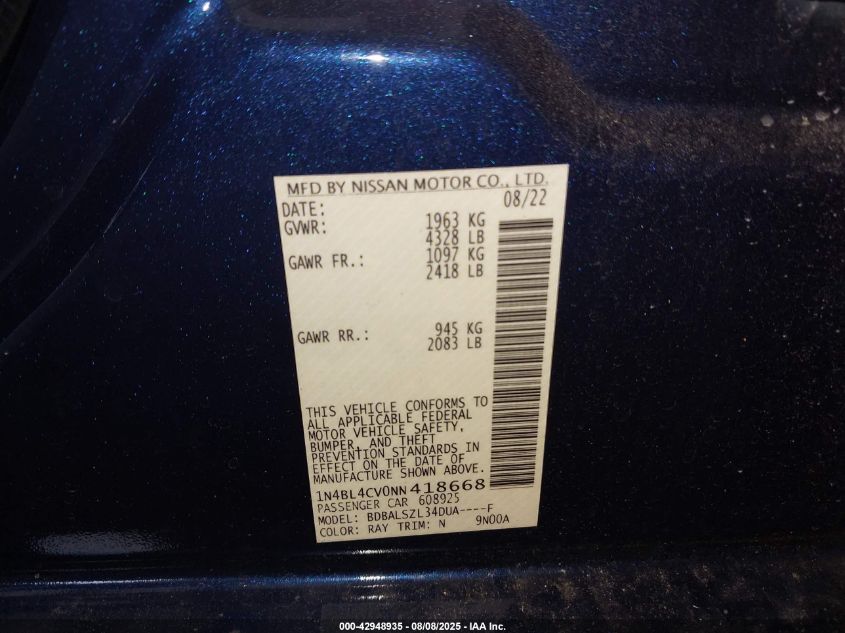 MFD BY NISSAN MOTOR CO., LTD.
DATE: 08/22
GVWR: 1963 KG
4328 LB
GAWR FR.: 1097 KG
2418 LB
GAWR RR.: 945 KG
2083 LB
THIS VEHICLE CONFORMS TO
ALL APPLICABLE FEDERAL
MOTOR VEHICLE SAFETY,
BUMPER, AND THEFT
PREVENTION STANDARDS IN
EFFECT ON THE DATE OF
MANUFACTURE SHOWN ABOVE.
1N4BL4CV0NN418668
PASSENGER CAR 608925
MODEL: BDBALSZL34DUA----F
COLOR: RAY TRIM: N 9N00A
000-42948935 - 08/08/2025 - IAA Inc.